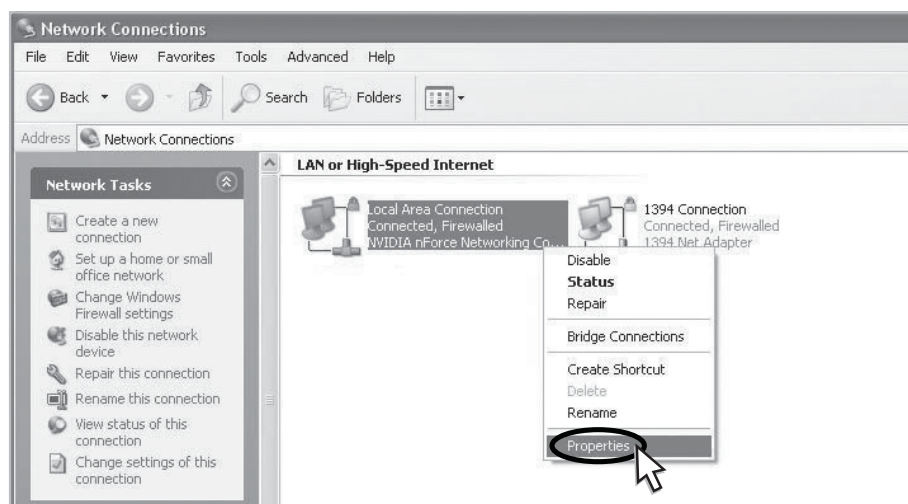 Network Connections
File Edit View Favorites Tools Advanced Help
Back Search Folders
Address Network Connections
Network Tasks
Create a new
connection
Set up a home or small
office network
Change Windows
Firewall settings
Disable this network
device
Repair this connection
Rename this connection
View status of this
connection
Change settings of this
connection
LAN or High-Speed Internet
Local Area Connection
Connected, Firewalled
NVIDIA nForce Networking Co...
1394 Connection
Connected, Firewalled
1394 Net Adapter
Disable
Status
Repair
Bridge Connections
Create Shortcut
Delete
Rename
Properties